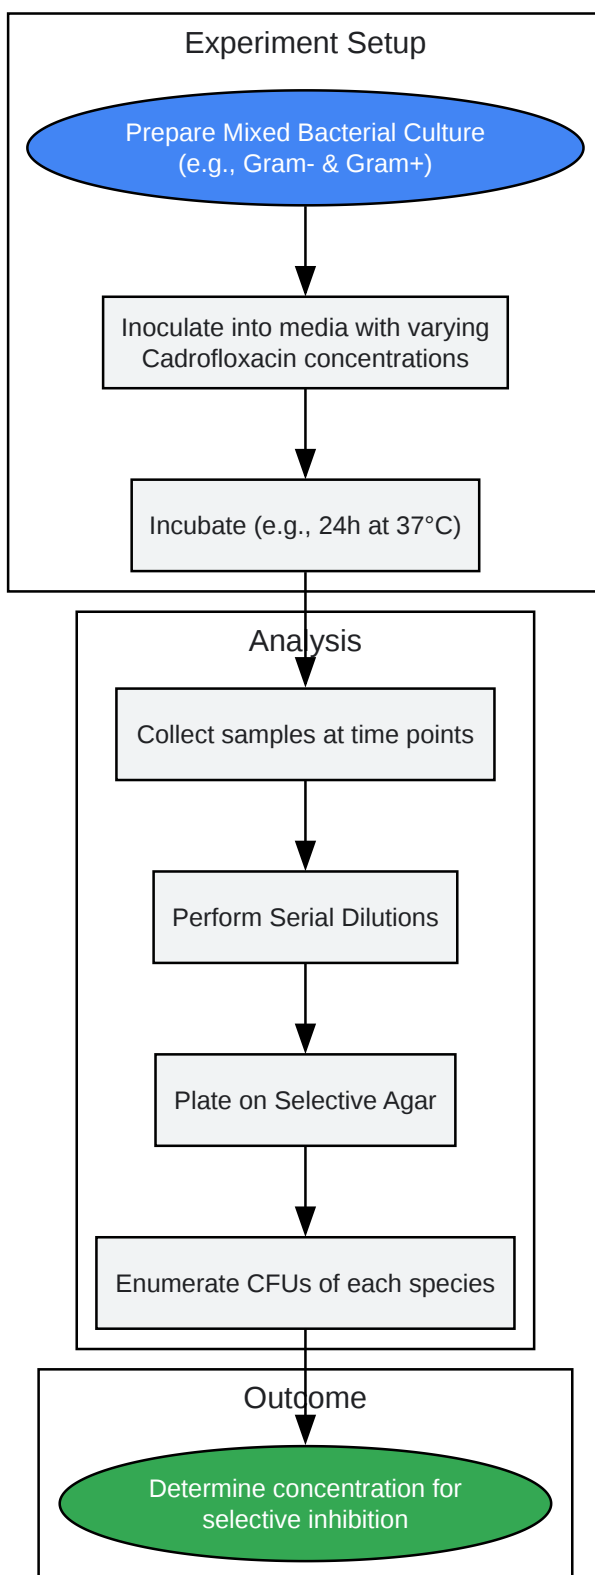 Experiment Setup
Prepare Mixed Bacterial Culture
(e.g., Gram- & Gram+)
Inoculate into media with varying
Cadrofloxacin concentrations
Incubate (e.g., 24h at 37°C)
Analysis
Collect samples at time points
Perform Serial Dilutions
Plate on Selective Agar
Enumerate CFUs of each species
Outcome
Determine concentration for
selective inhibition